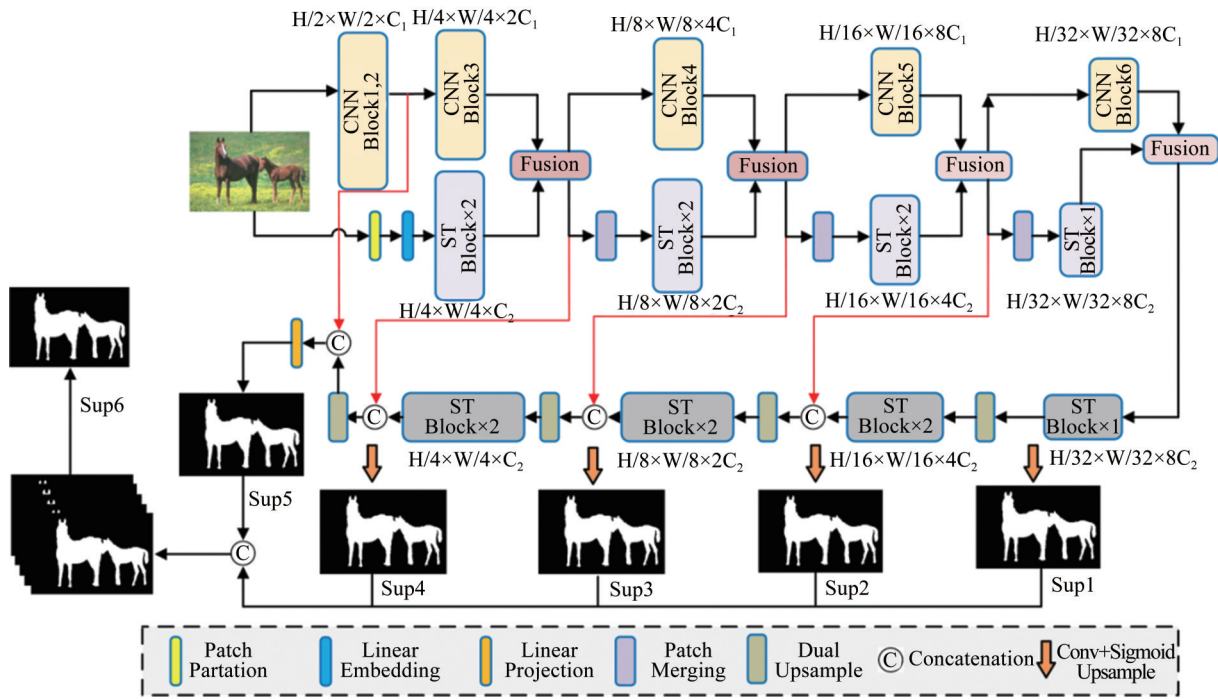 H/2×W/2×C₁
H/4×W/4×2C₁
H/8×W/8×4C₁
H/16×W/16×8C₁
H/32×W/32×8C₁
CNN
Block1,2
CNN
Block3
CNN
Block4
CNN
Block5
CNN
Block6
Fusion
Fusion
Fusion
Fusion
ST
Block×2
ST
Block×2
ST
Block×2
ST
Block×1
H/4×W/4×C₂
H/8×W/8×2C₂
H/16×W/16×4C₂
H/32×W/32×8C₂
C
C
C
C
ST
Block×2
ST
Block×2
ST
Block×2
ST
Block×1
H/4×W/4×C₂
H/8×W/8×2C₂
H/16×W/16×4C₂
H/32×W/32×8C₂
Sup6
Sup5
C
Sup4
Sup3
Sup2
Sup1
Patch
Partation
Linear
Embedding
Linear
Projection
Patch
Merging
Dual
Upsample
C Concatenation
Conv+Sigmoid
Upsample